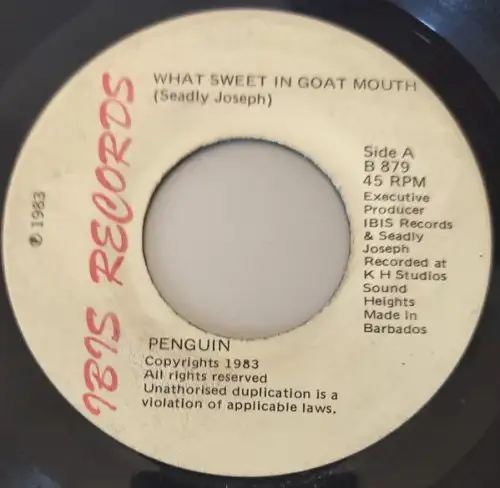 WHAT SWEET IN GOAT MOUTH
(Seadly Joseph)
IBIS RECORDS
℗ 1983
Side A
B 879
45 RPM
Executive
Producer
IBIS Records
& Seadly
Joseph
Recorded at
K H Studios
Sound
Heights
Made in
Barbados
PENGUIN
Copyrights 1983
All rights reserved
Unathorised duplication is a
violation of applicable laws.